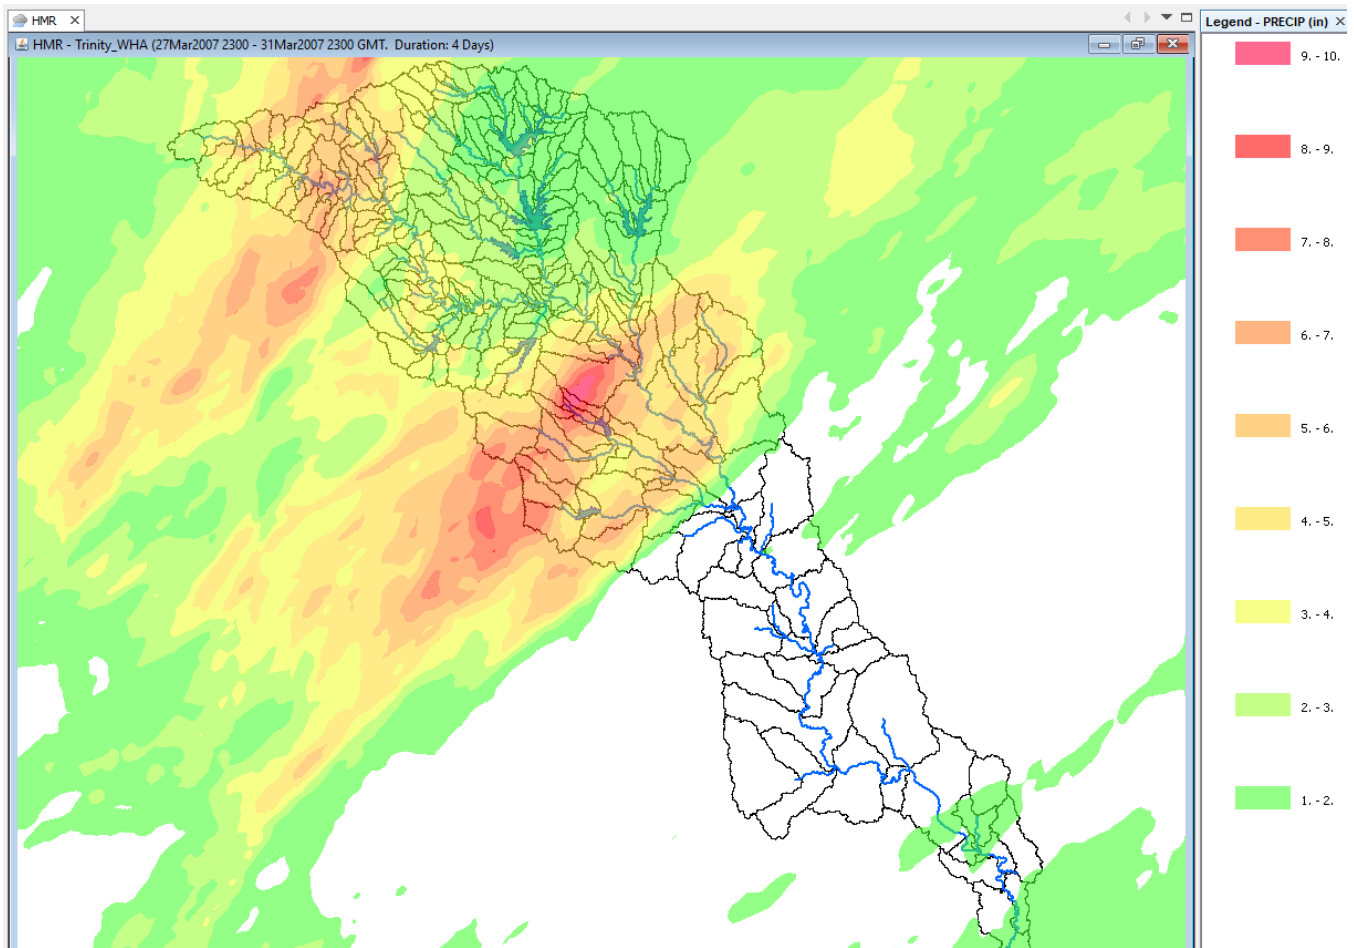 HMR
Legend - PRECIP (in)
HMR - Trinity_WHA (27Mar2007 2300 - 31Mar2007 2300 GMT. Duration: 4 Days)
9. - 10.
8. - 9.
7. - 8.
6. - 7.
5. - 6.
4. - 5.
3. - 4.
2. - 3.
1. - 2.